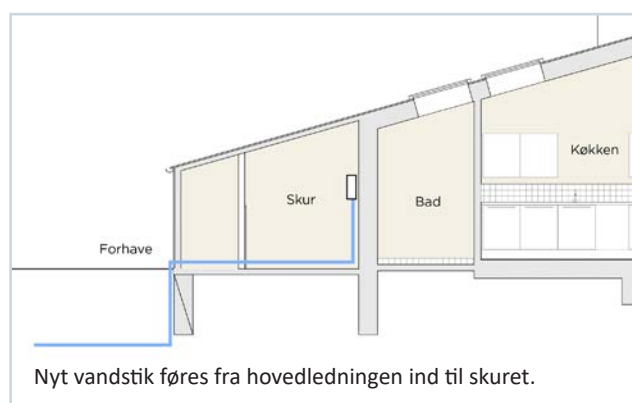 Køkken
Skur
Bad
Forhave
Nyt vandstik føres fra hovedledningen ind til skuret.